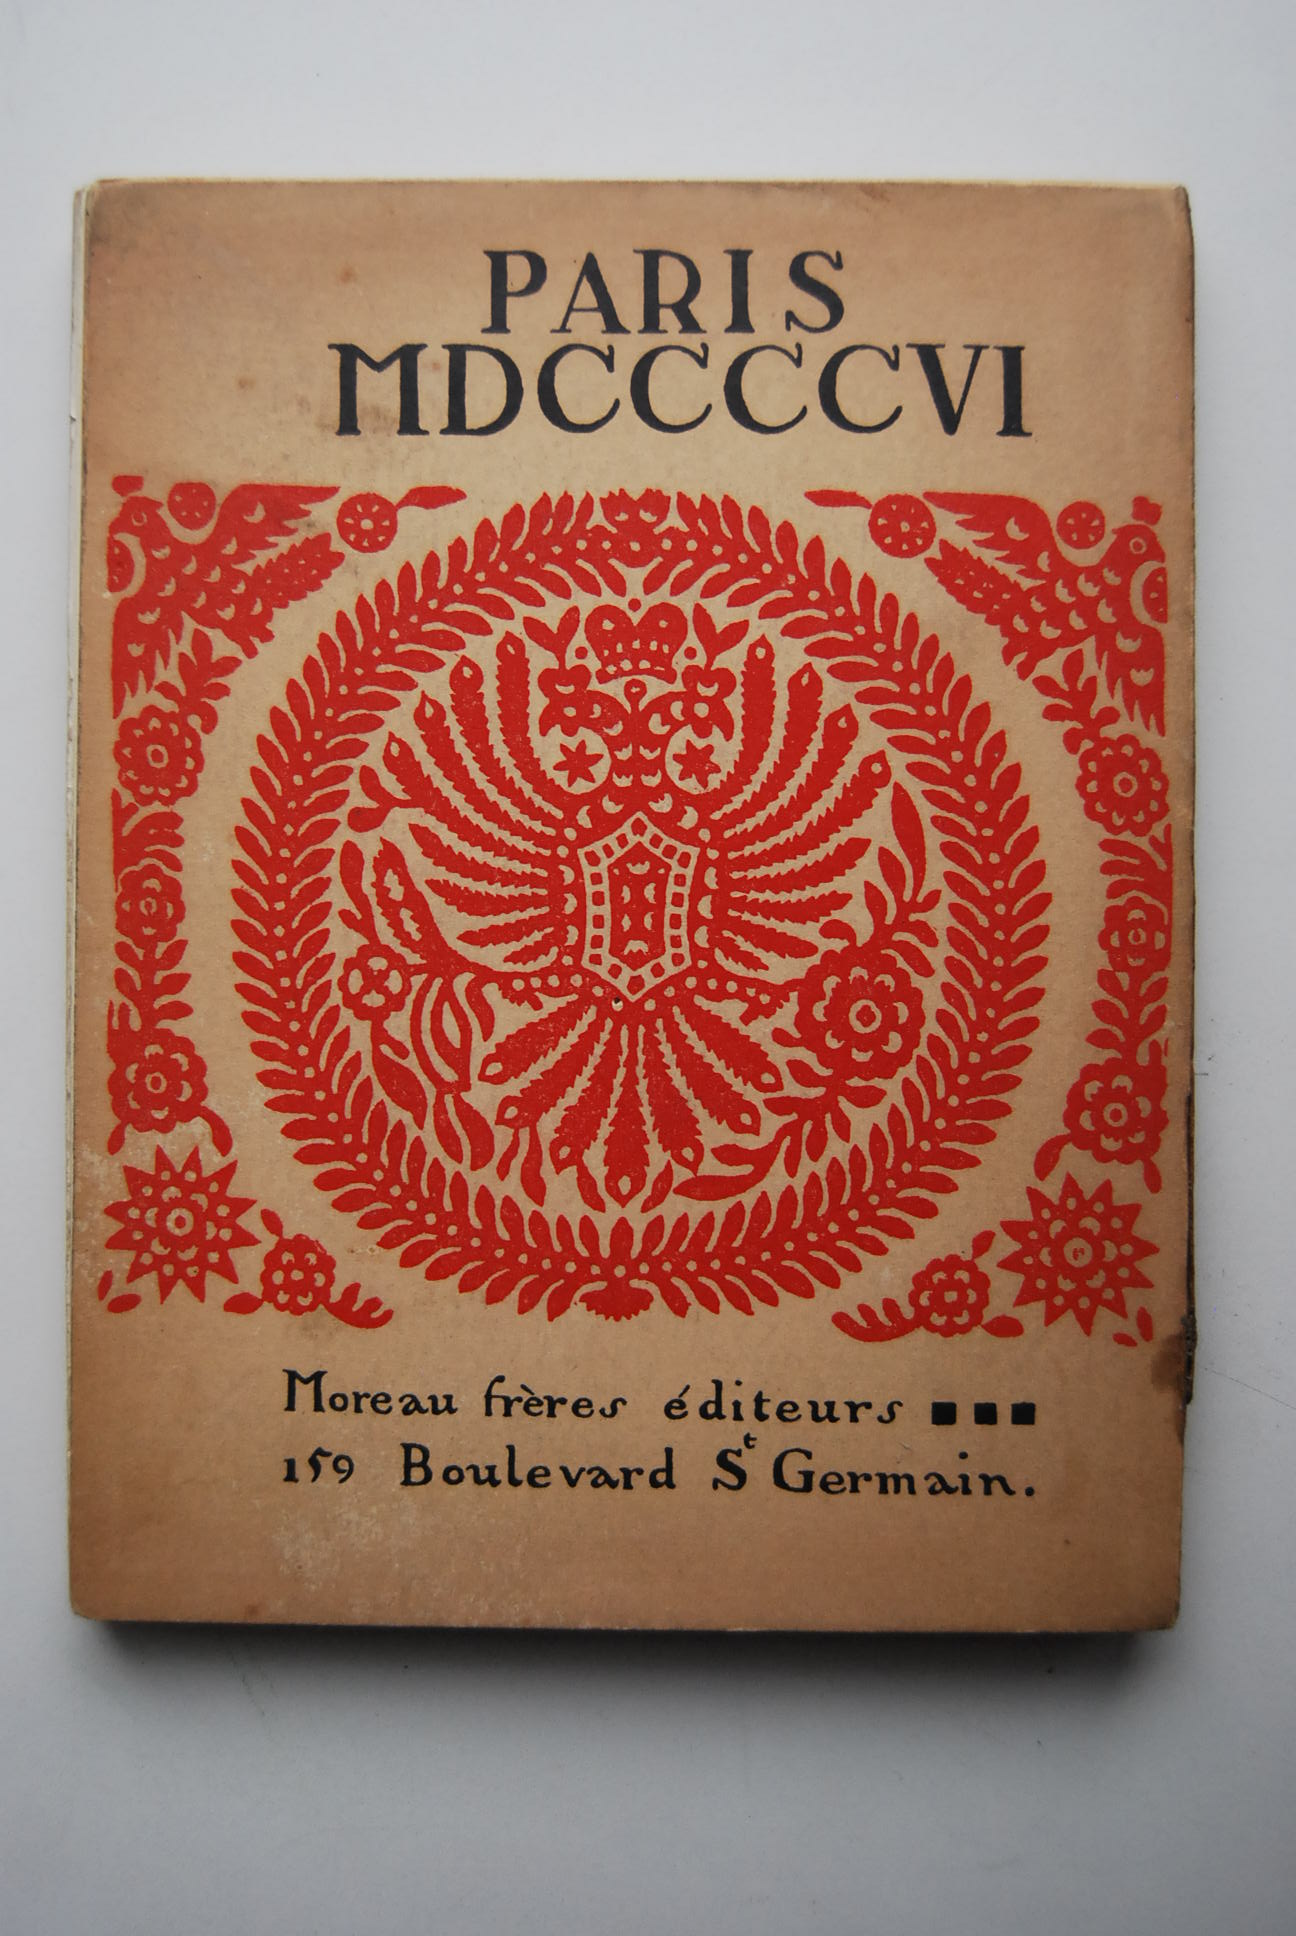 PARIS
MDCCCCVI
Moreau frères éditeurs ■ ■ ■
159 Boulevard St Germain.